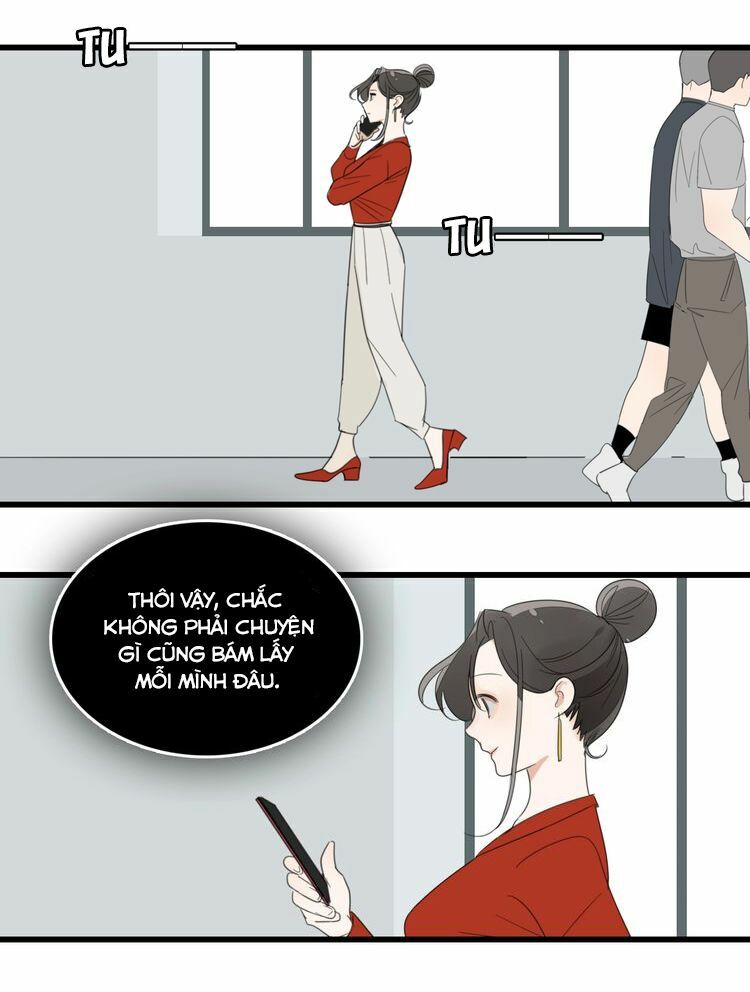 TU
TU
THÔI VẬY, CHẮC
KHÔNG PHẢI CHUYỆN
GÌ CŨNG BÁM LẤY
MỖI MÌNH ĐÂU.